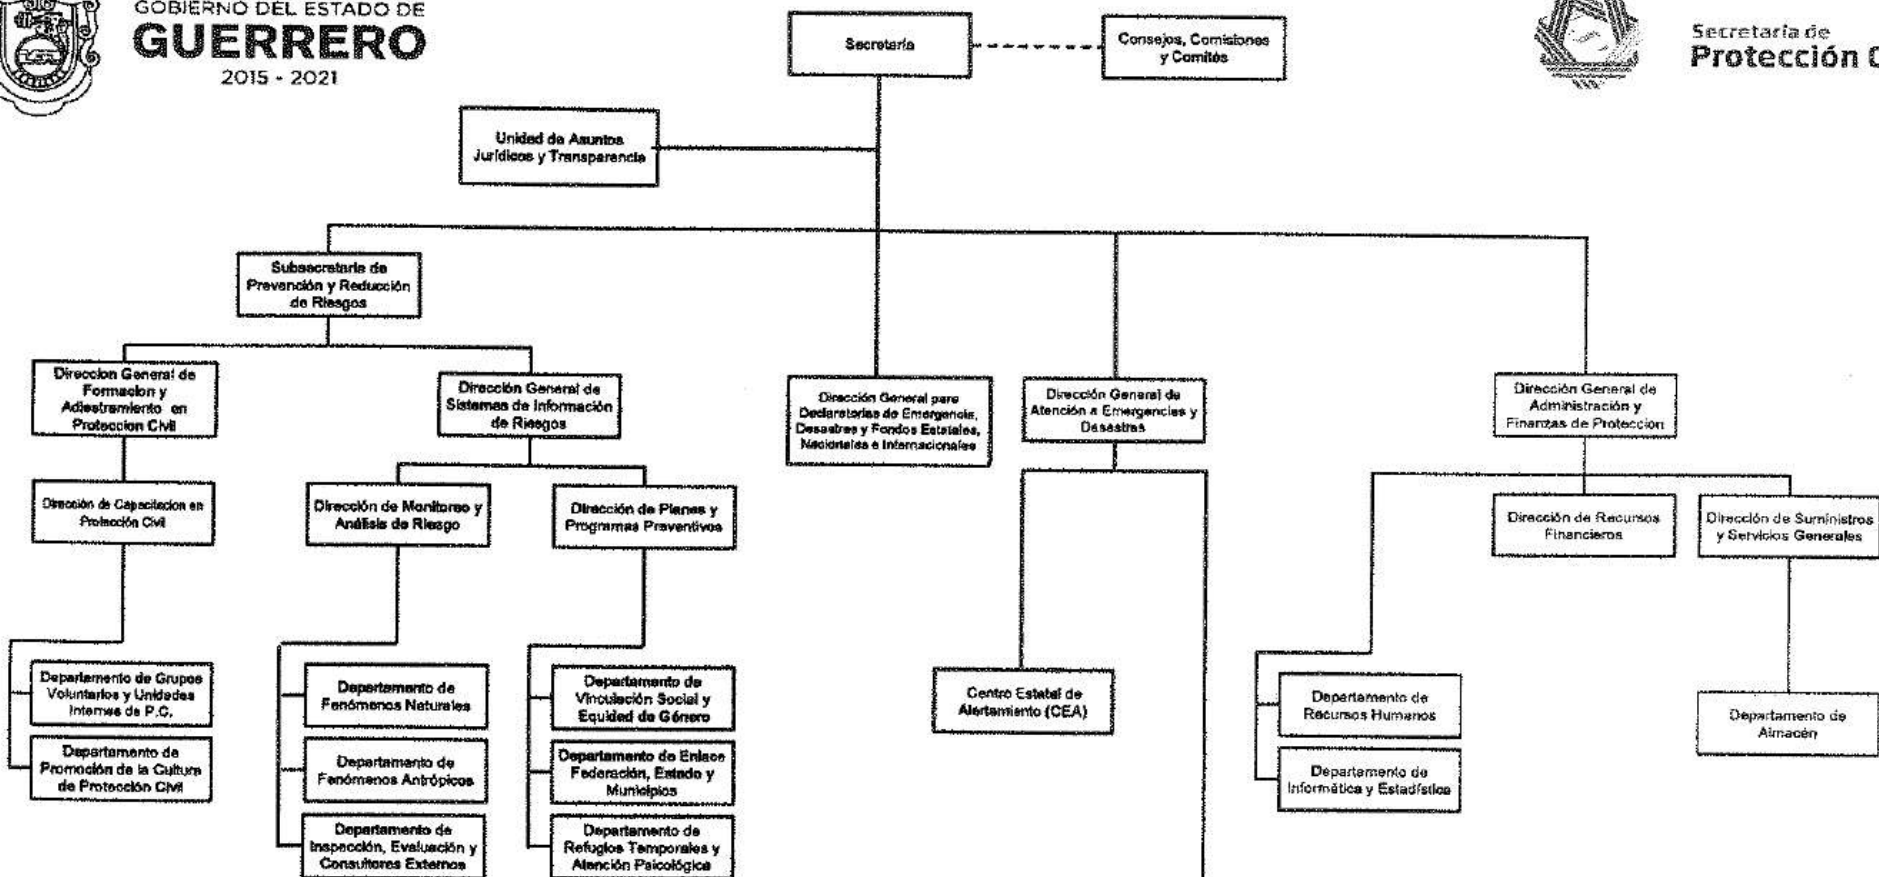 GOBIERNO DEL ESTADO DE
GUERRERO
2015 - 2021
Secretaría de
Protección C
Secretaría
Consejos, Comisiones
y Comités
Unidad de Asuntos
Jurídicos y Transparencia
Subsecretaría de
Prevención y Reducción
de Riesgos
Direccion General de
Formacion y
Adiestramiento en
Proteccion Civil
Dirección General de
Sistemas de Información
de Riesgos
Dirección General para
Declaratorias de Emergencia,
Desastres y Fondos Estatales,
Nacionales e Internacionales
Dirección General de
Atención a Emergencias y
Desastres
Dirección General de
Administración y
Finanzas de Protección
Dirección de Capacitacion en
Protección Civil
Dirección de Monitoreo y
Análisis de Riesgo
Dirección de Planes y
Programas Preventivos
Dirección de Recursos
Financieros
Dirección de Suministros
y Servicios Generales
Departamento de Grupos
Voluntarios y Unidades
Internas de P.C.
Departamento de
Promoción de la Cultura
de Protección Civil
Departamento de
Fenómenos Naturales
Departamento de
Fenómenos Antrópicos
Departamento de
Inspección, Evaluación y
Consultores Externos
Departamento de
Vinculación Social y
Equidad de Género
Departamento de Enlace
Federación, Estado y
Municipios
Departamento de
Refugios Temporales y
Atención Psicológica
Centro Estatal de
Alertamiento (CEA)
Departamento de
Recursos Humanos
Departamento de
Informática y Estadística
Departamento de
Almacén